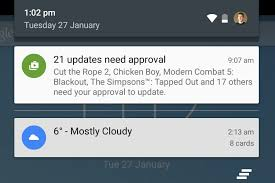 1:02 pm
Tuesday 27 January
21 updates need approval
9:07 am
Cut the Rope 2, Chicken Boy, Modern Combat 5:
Blackout, The Simpsons™: Tapped Out and 17 others
need your approval to update.
6° - Mostly Cloudy
2:13 am
8 cards
Tue 27 January